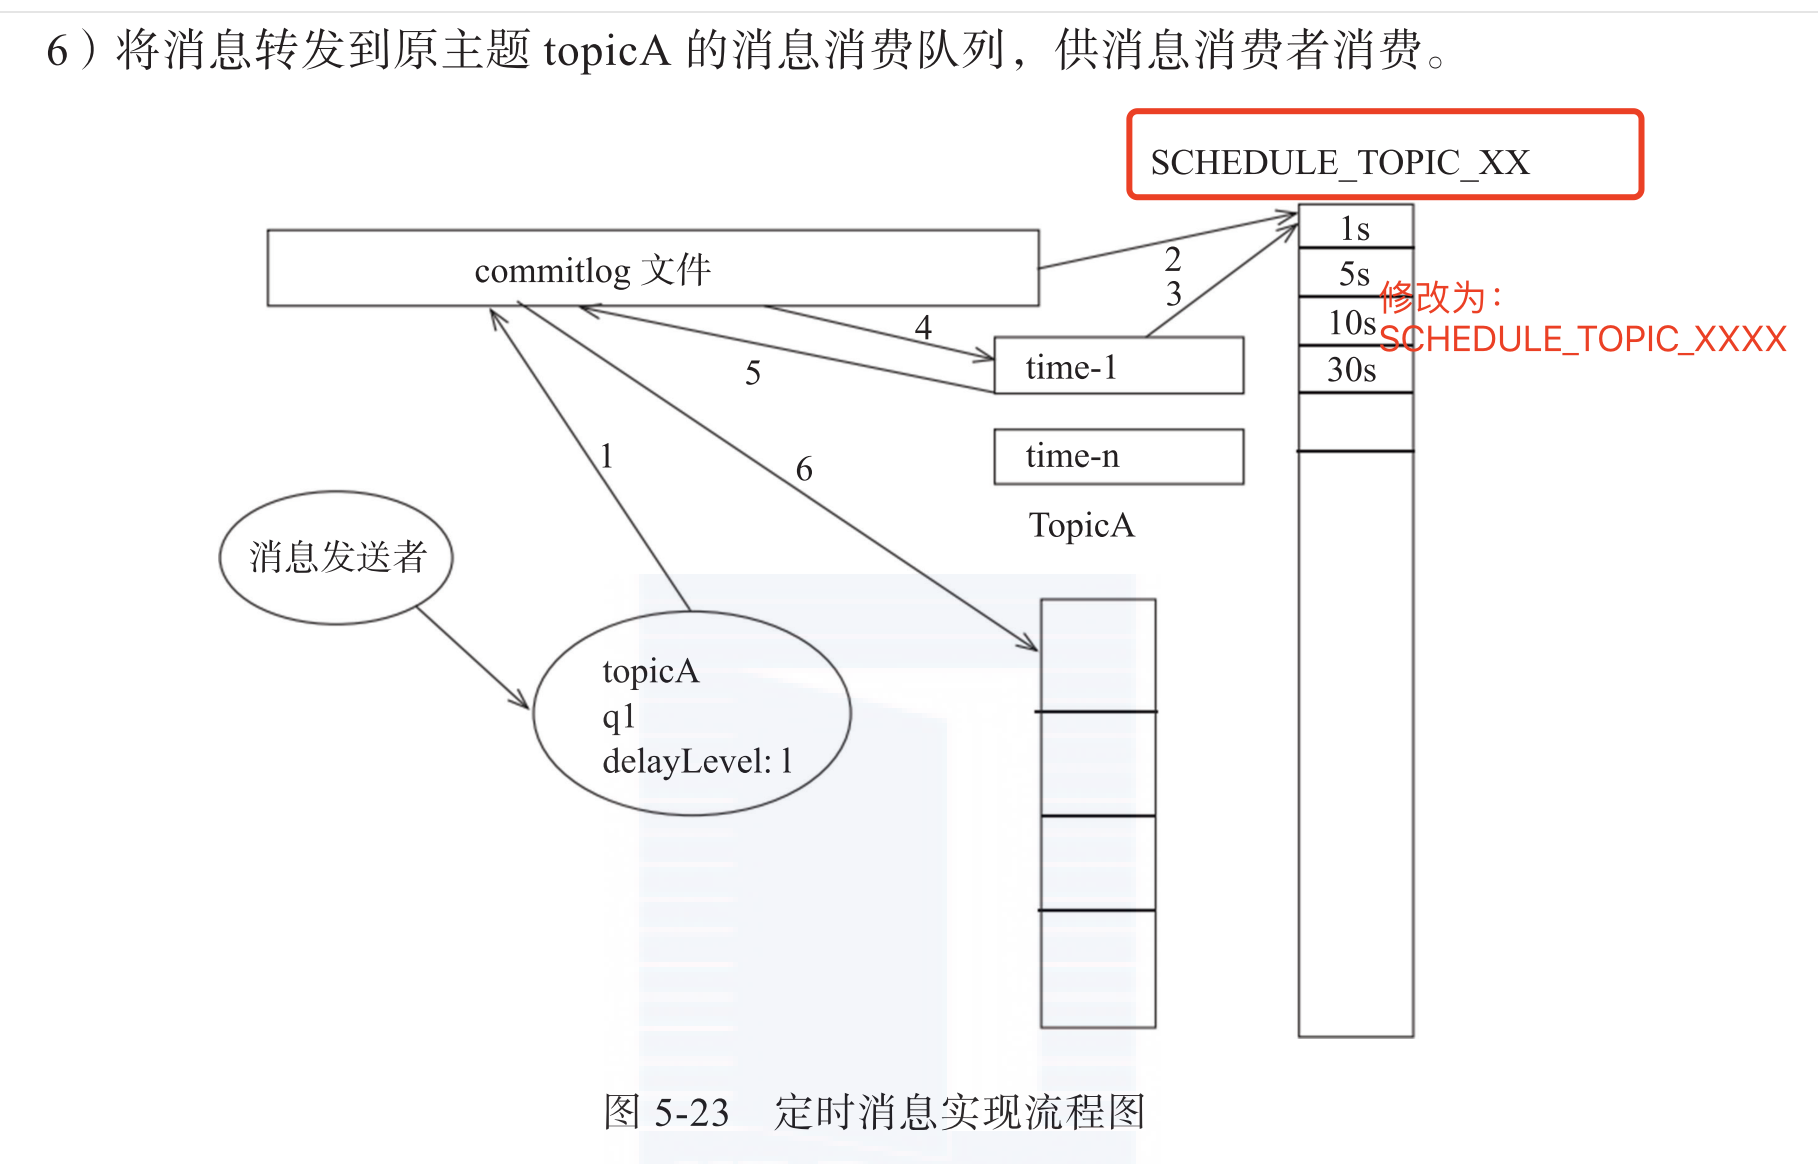 6）将消息转发到原主题 topicA 的消息消费队列，供消息消费者消费。
SCHEDULE_TOPIC_XX
1s
commitlog 文件
2
5s
修改为：
3
10s
SCHEDULE_TOPIC_XXXX
4
time-1
30s
5
1
time-n
6
TopicA
消息发送者
topicA
q1
delayLevel: 1
图 5-23　定时消息实现流程图